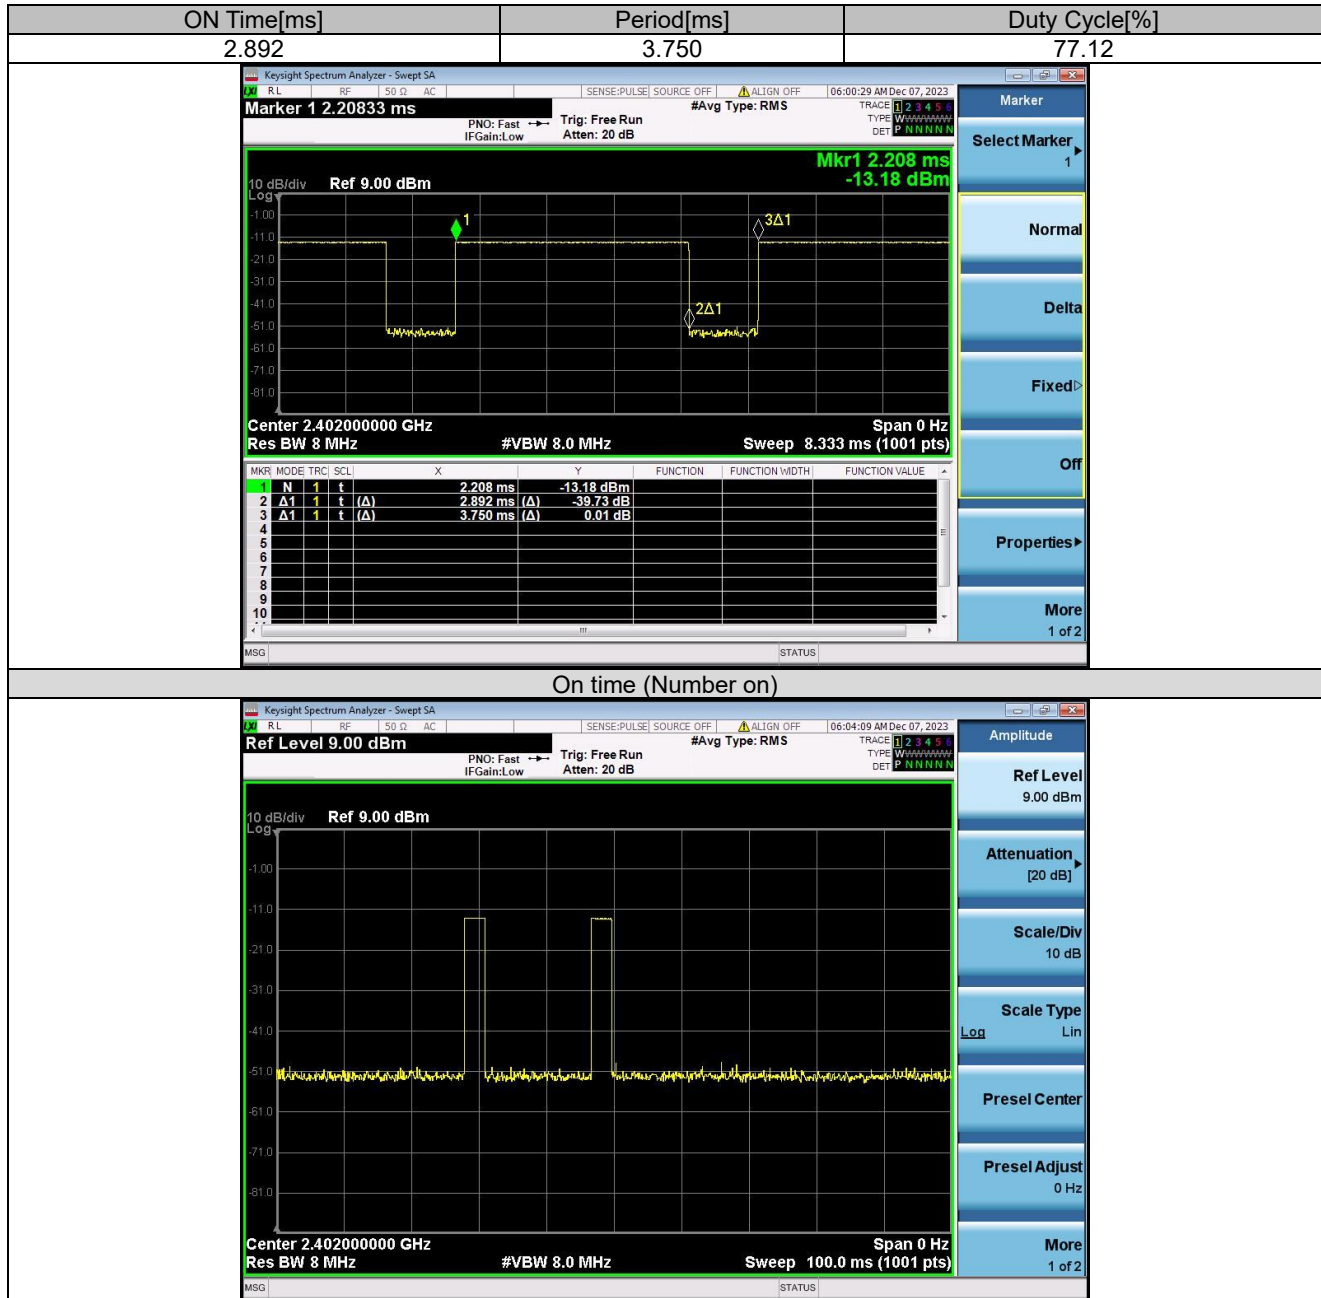 ON Time[ms] Period[ms] Duty Cycle[%]
2.892 3.750 77.12
Keysight Spectrum Analyzer - Swept SA
LXI RL RF 50 Ω AC SENSE:PULSE SOURCE OFF ALIGN OFF 06:00:29 AM Dec 07, 2023
Marker 1 2.20833 ms
PNO: Fast
IFGain:Low
Trig: Free Run
Atten: 20 dB
#Avg Type: RMS
TRACE 1 2 3 4 5 6
TYPE WWWWWW
DET P N N N N N
Marker
Select Marker
1
Normal
Delta
Fixed
Off
Properties
More
1 of 2
Mkr1 2.208 ms
-13.18 dBm
10 dB/div Ref 9.00 dBm
Log
-1.00
-11.0
-21.0
-31.0
-41.0
-51.0
-61.0
-71.0
-81.0
1
2Δ1
3Δ1
Center 2.402000000 GHz Span 0 Hz
Res BW 8 MHz #VBW 8.0 MHz Sweep 8.333 ms (1001 pts)
MKR MODE TRC SCL X Y FUNCTION FUNCTION WIDTH FUNCTION VALUE
1 N 1 t 2.208 ms -13.18 dBm
2 Δ1 1 t (Δ) 2.892 ms (Δ) -39.73 dB
3 Δ1 1 t (Δ) 3.750 ms (Δ) 0.01 dB
4
5
6
7
8
9
10
MSG STATUS
On time (Number on)
Keysight Spectrum Analyzer - Swept SA
LXI RL RF 50 Ω AC SENSE:PULSE SOURCE OFF ALIGN OFF 06:04:09 AM Dec 07, 2023
Ref Level 9.00 dBm
PNO: Fast
IFGain:Low
Trig: Free Run
Atten: 20 dB
#Avg Type: RMS
TRACE 1 2 3 4 5 6
TYPE WWWWWW
DET P N N N N N
Amplitude
Ref Level
9.00 dBm
Attenuation
[20 dB]
Scale/Div
10 dB
Scale Type
Log Lin
Presel Center
Presel Adjust
0 Hz
More
1 of 2
10 dB/div Ref 9.00 dBm
Log
-1.00
-11.0
-21.0
-31.0
-41.0
-51.0
-61.0
-71.0
-81.0
Center 2.402000000 GHz Span 0 Hz
Res BW 8 MHz #VBW 8.0 MHz Sweep 100.0 ms (1001 pts)
MSG STATUS